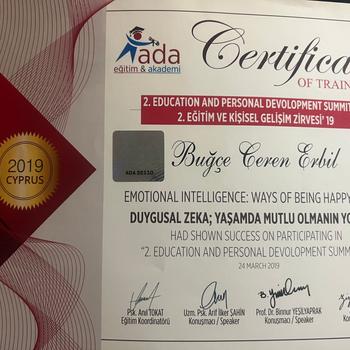 ada
eğitim & akademi
Certifica
OF TRAIN
2. EDUCATION AND PERSONAL DEVOLOPMENT SUMMIT
2. EĞİTİM VE KİŞİSEL GELİŞİM ZİRVESİ' 19
ADA 00330
Buğçe Ceren Erbil
2019
CYPRUS
EMOTIONAL INTELLIGENCE: WAYS OF BEING HAPPY
DUYGUSAL ZEKA; YAŞAMDA MUTLU OLMANIN YO
HAD SHOWN SUCCESS ON PARTICIPATING IN
"2. EDUCATION AND PERSONAL DEVOLOPMENT SUMM
24 MARCH 2019
Psk. Anıl TOKAT
Eğitim Koordinatörü
Uzm. Psk. Arif İlker ŞAHİN
Konuşmacı / Speaker
Prof. Dr. Binnur YEŞİLYAPRAK
Konuşmacı / Speaker